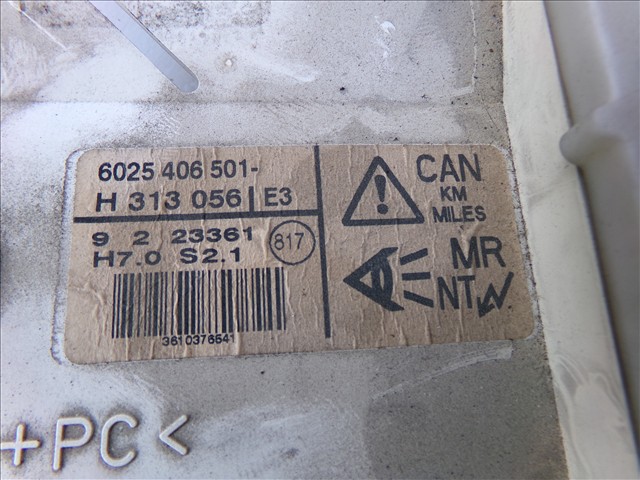 6025 406 501-
H 313 056 E3
9 2 23361 817
H7.0 S2.1
3610376541
CAN
KM
MILES
MR
NT
+PC<